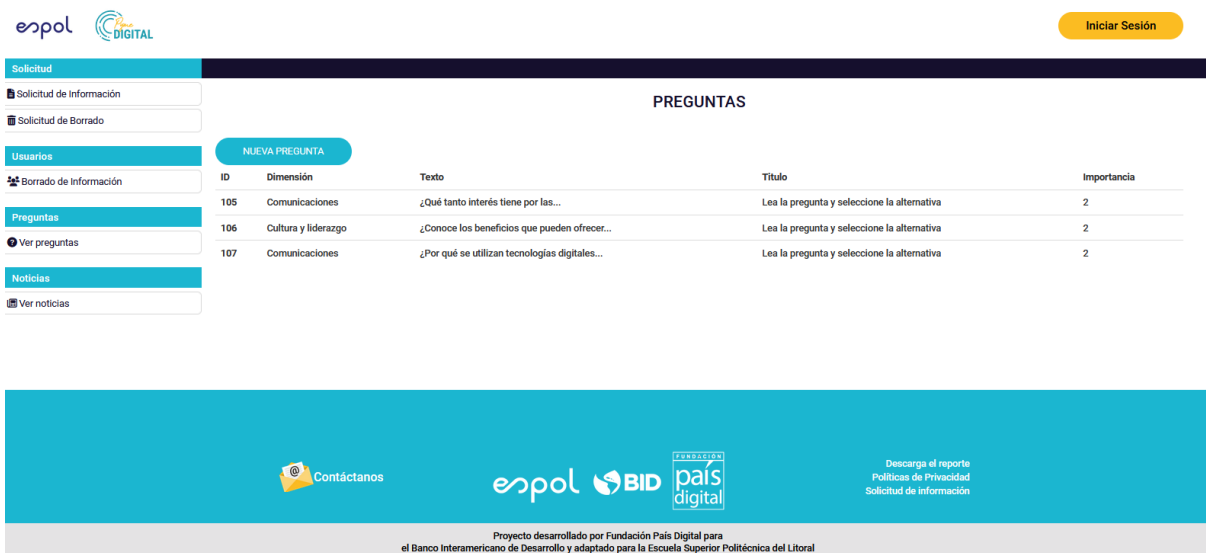 espol
Pyme
DIGITAL
Iniciar Sesión
Solicitud
Solicitud de Información
Solicitud de Borrado
Usuarios
Borrado de Información
Preguntas
Ver preguntas
Noticias
Ver noticias
PREGUNTAS
NUEVA PREGUNTA
ID Dimensión Texto Título Importancia
105 Comunicaciones ¿Qué tanto interés tiene por las... Lea la pregunta y seleccione la alternativa 2
106 Cultura y liderazgo ¿Conoce los beneficios que pueden ofrecer... Lea la pregunta y seleccione la alternativa 2
107 Comunicaciones ¿Por qué se utilizan tecnologías digitales... Lea la pregunta y seleccione la alternativa 2
@
Contáctanos
espol
BID
FUNDACIÓN
país
digital
Descarga el reporte
Políticas de Privacidad
Solicitud de información
Proyecto desarrollado por Fundación País Digital para
el Banco Interamericano de Desarrollo y adaptado para la Escuela Superior Politécnica del Litoral